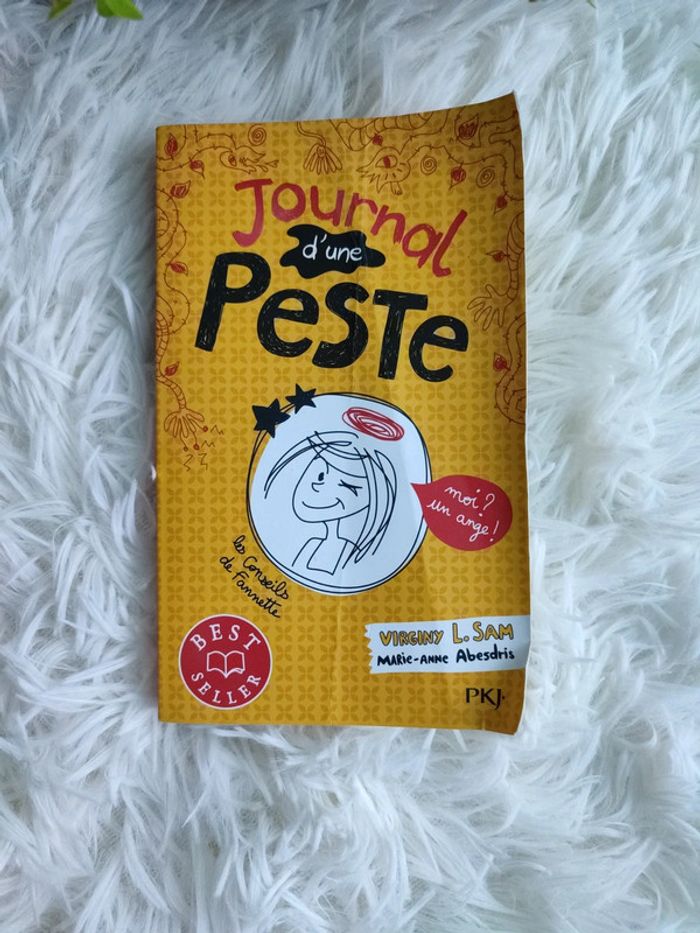 Journal
d'une
Peste
moi?
un ange!
les Conseils
de Fannette
BEST
SELLER
VIRGINY L. SAM
MARIE-ANNE Abesdris
PKJ.